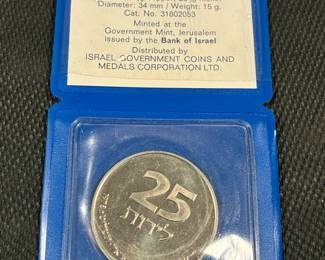 Diameter: 34 mm / Weight: 15 g.
Cat. No. 31802053
Minted at the
Government Mint, Jerusalem
issued by the Bank of Israel
Distributed by
ISRAEL GOVERNMENT COINS AND
MEDALS CORPORATION LTD.
25
לירות